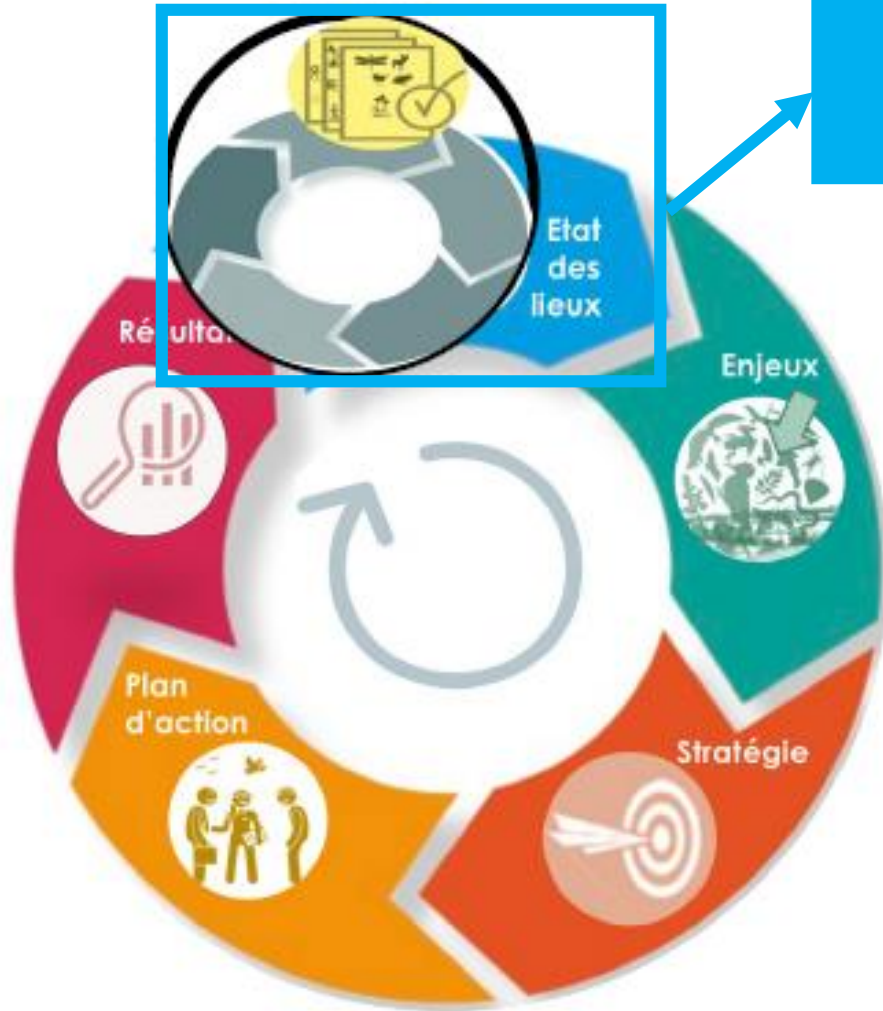 Etat
des
lieux
Enjeux
Stratégie
Plan
d'action